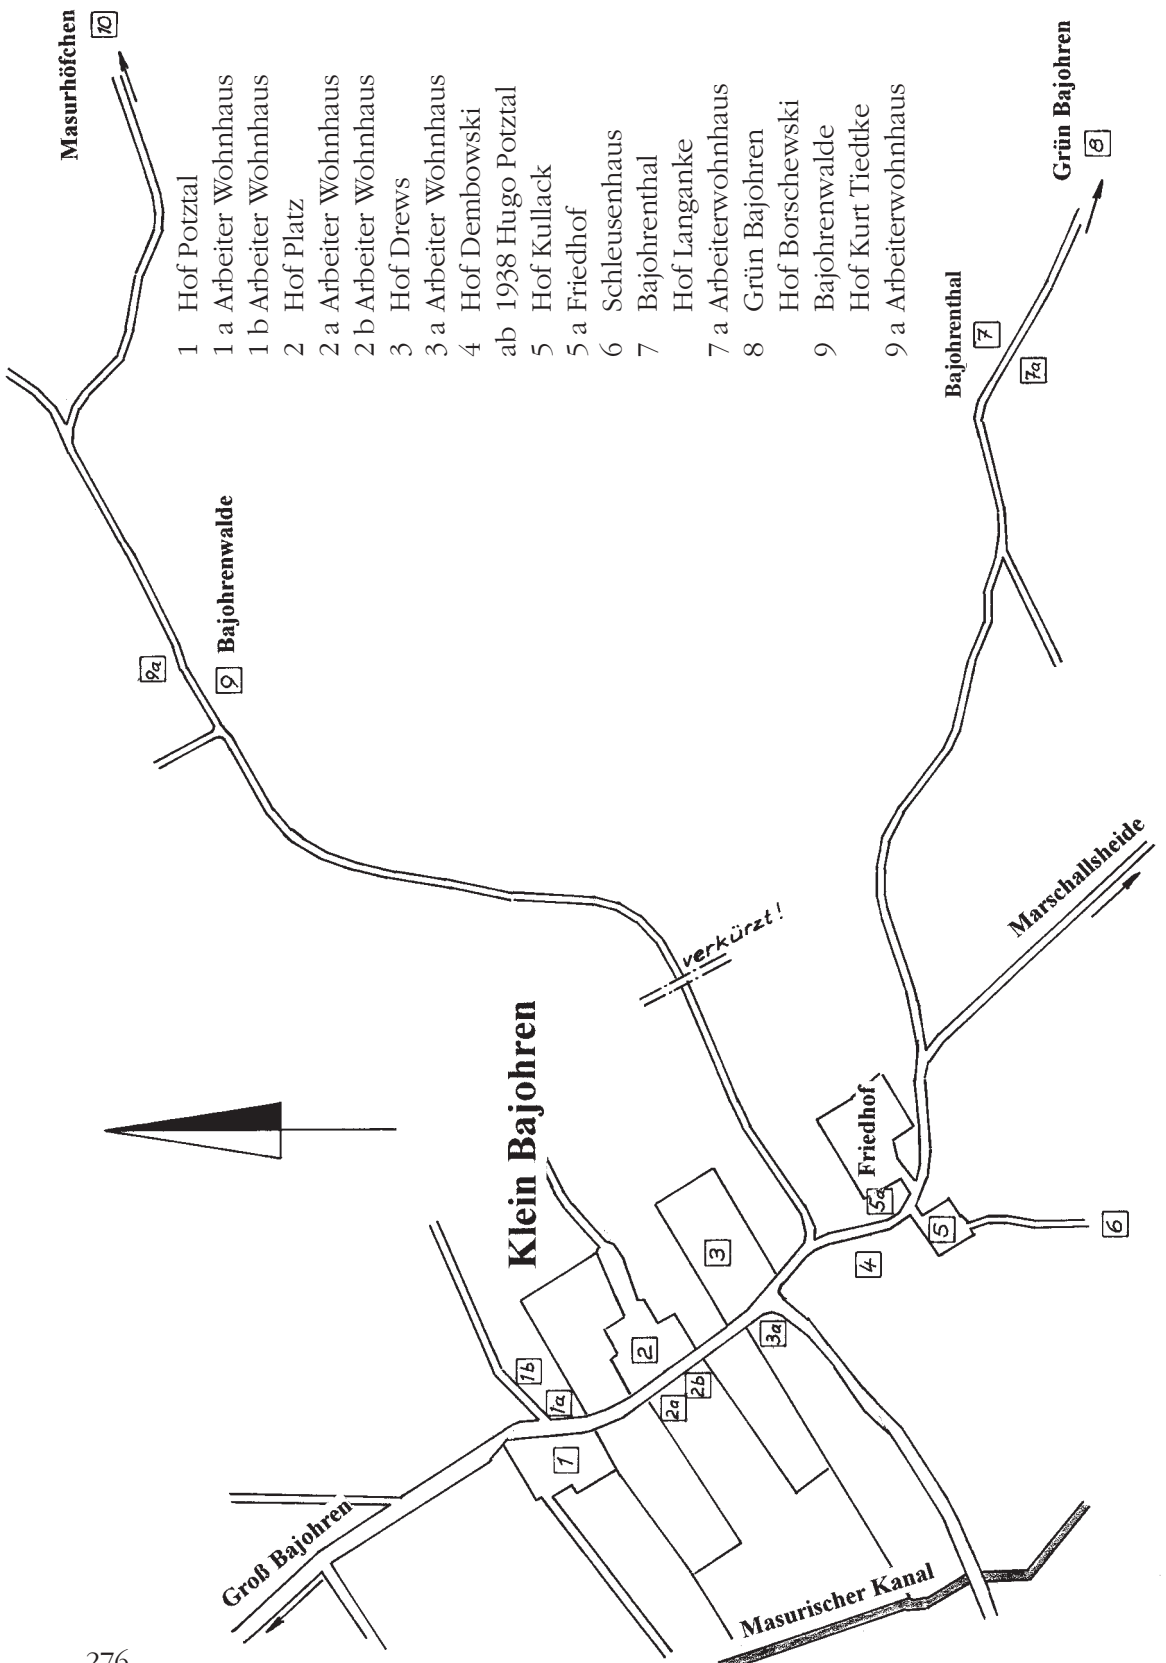 Masurhöfchen
10
1 Hof Potztal
1 a Arbeiter Wohnhaus
1 b Arbeiter Wohnhaus
2 Hof Platz
2 a Arbeiter Wohnhaus
2 b Arbeiter Wohnhaus
3 Hof Drews
3 a Arbeiter Wohnhaus
4 Hof Dembowski
ab 1938 Hugo Potztal
5 Hof Kullack
5 a Friedhof
6 Schleusenhaus
7 Bajohrenthal
Hof Langanke
7 a Arbeiterwohnhaus
8 Grün Bajohren
Hof Borschewski
9 Bajohrenwalde
Hof Kurt Tiedtke
9 a Arbeiterwohnhaus
9a
9 Bajohrenwalde
Grün Bajohren
8
Bajohrenthal
7
7a
Marschallsheide
verkürzt!
Klein Bajohren
Friedhof
5a
5
6
4
3
3a
2
2a
2b
1b
1a
1
Groß Bajohren
Masurischer Kanal
276